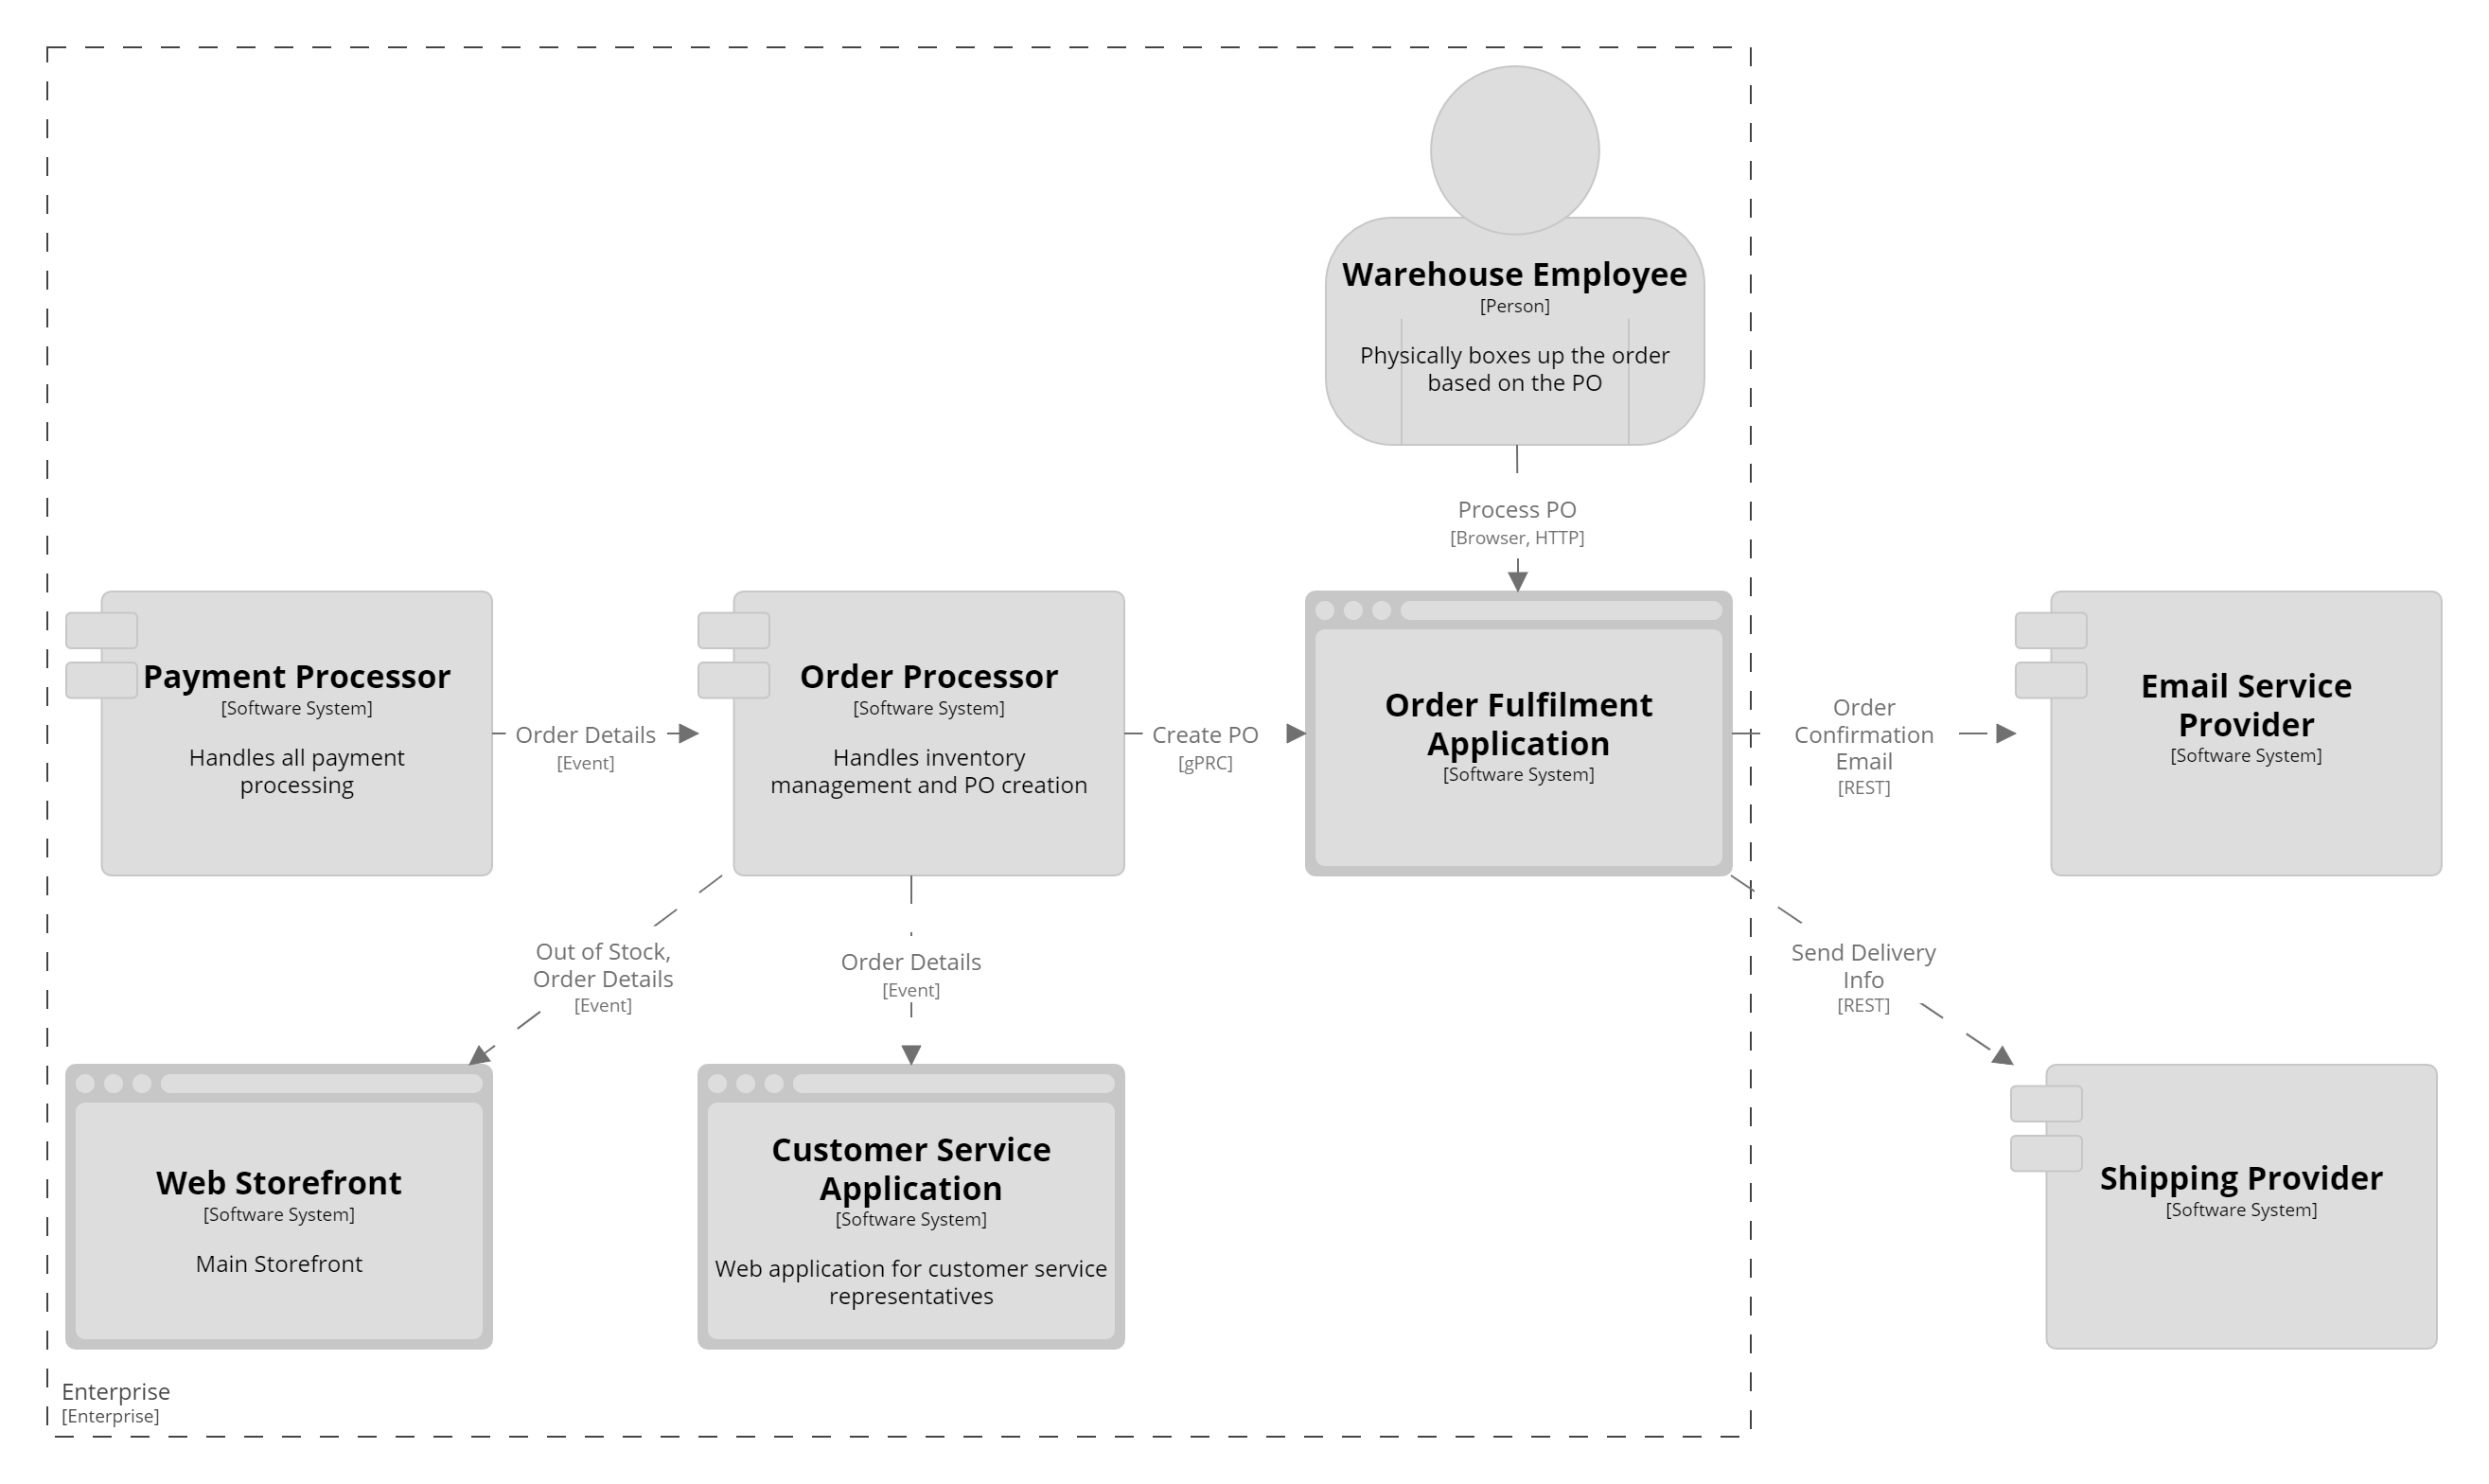 Warehouse Employee
[Person]
Physically boxes up the order
based on the PO
Process PO
[Browser, HTTP]
Payment Processor
[Software System]
Handles all payment
processing
Order Details
[Event]
Order Processor
[Software System]
Handles inventory
management and PO creation
Create PO
[gPRC]
Order Fulfilment
Application
[Software System]
Order
Confirmation
Email
[REST]
Email Service
Provider
[Software System]
Out of Stock,
Order Details
[Event]
Order Details
[Event]
Send Delivery
Info
[REST]
Web Storefront
[Software System]
Main Storefront
Customer Service
Application
[Software System]
Web application for customer service
representatives
Shipping Provider
[Software System]
Enterprise
[Enterprise]